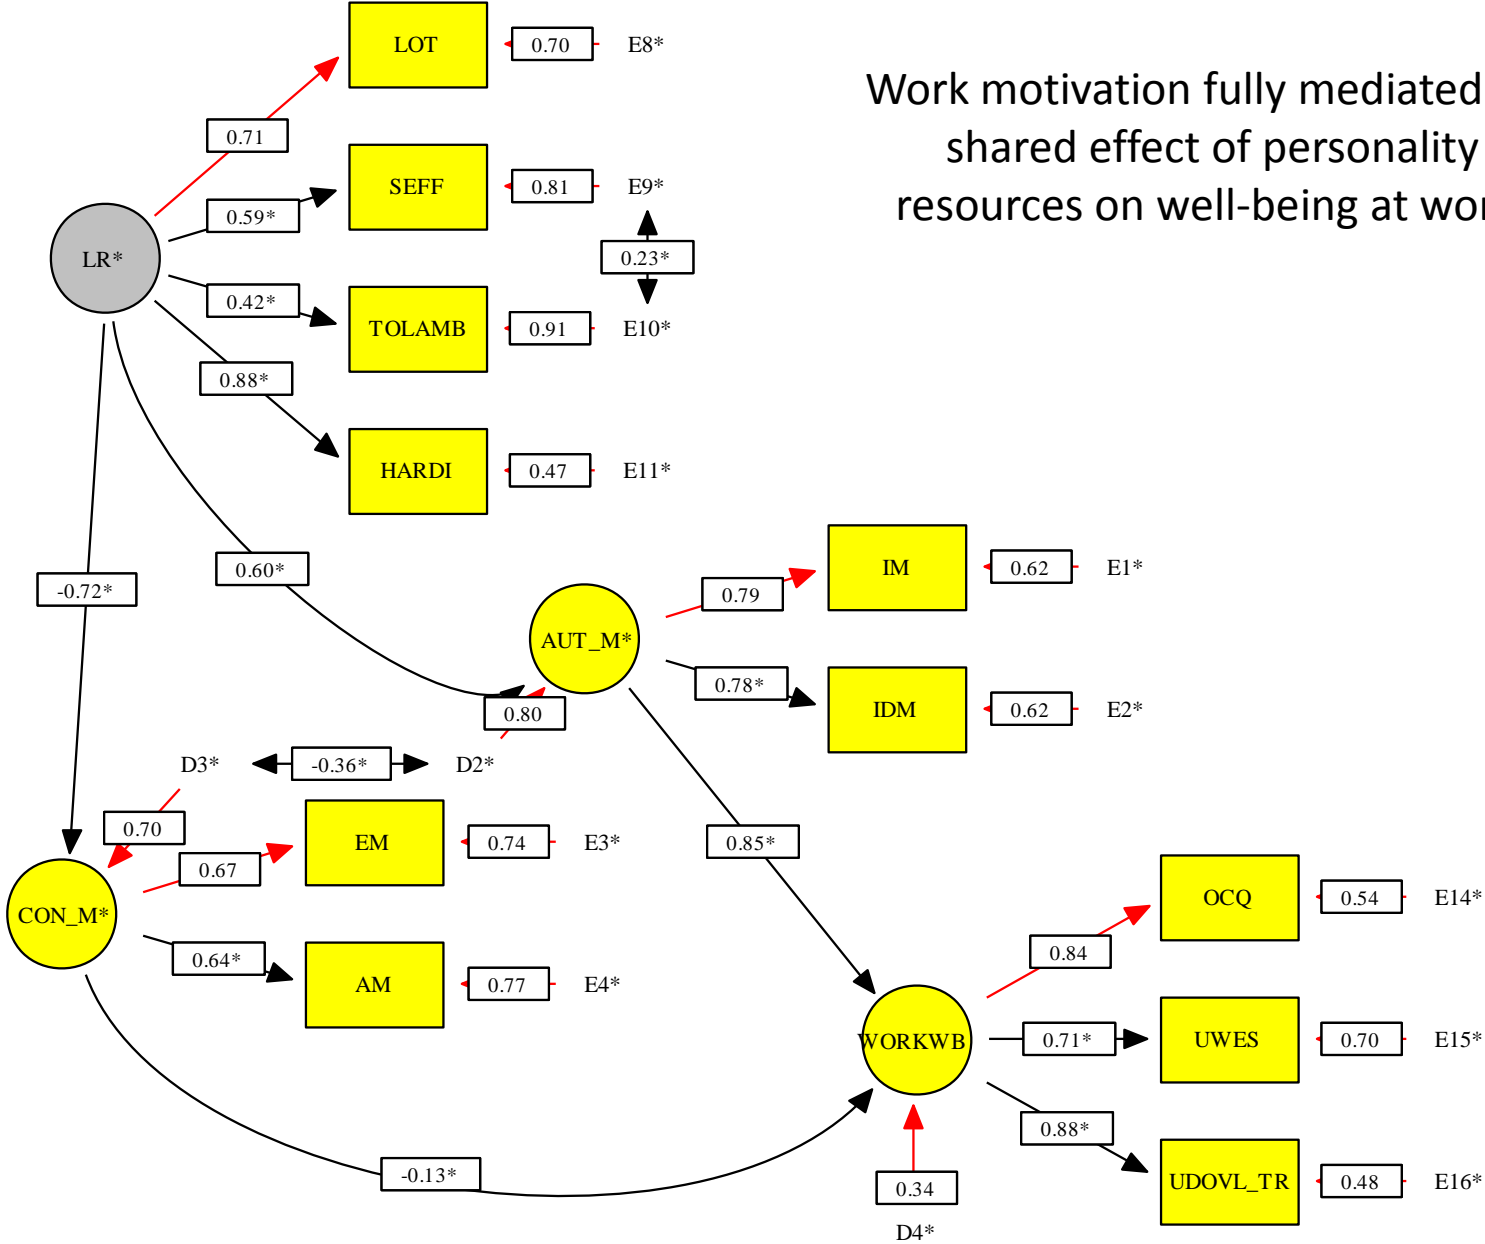 LOT
0.70
E8*
Work motivation fully mediated
shared effect of personality
resources on well-being at wor
0.71
SEFF
0.81
E9*
0.59*
LR*
0.23*
0.42*
TOLAMB
0.91
E10*
0.88*
HARDI
0.47
E11*
-0.72*
0.60*
IM
0.62
E1*
0.79
AUT_M*
0.78*
IDM
0.62
E2*
0.80
D3*
-0.36*
D2*
0.70
EM
0.74
E3*
0.85*
0.67
CON_M*
OCQ
0.54
E14*
0.84
0.64*
AM
0.77
E4*
WORKWB
0.71*
UWES
0.70
E15*
0.88*
-0.13*
0.34
UDOVL_TR
0.48
E16*
D4*